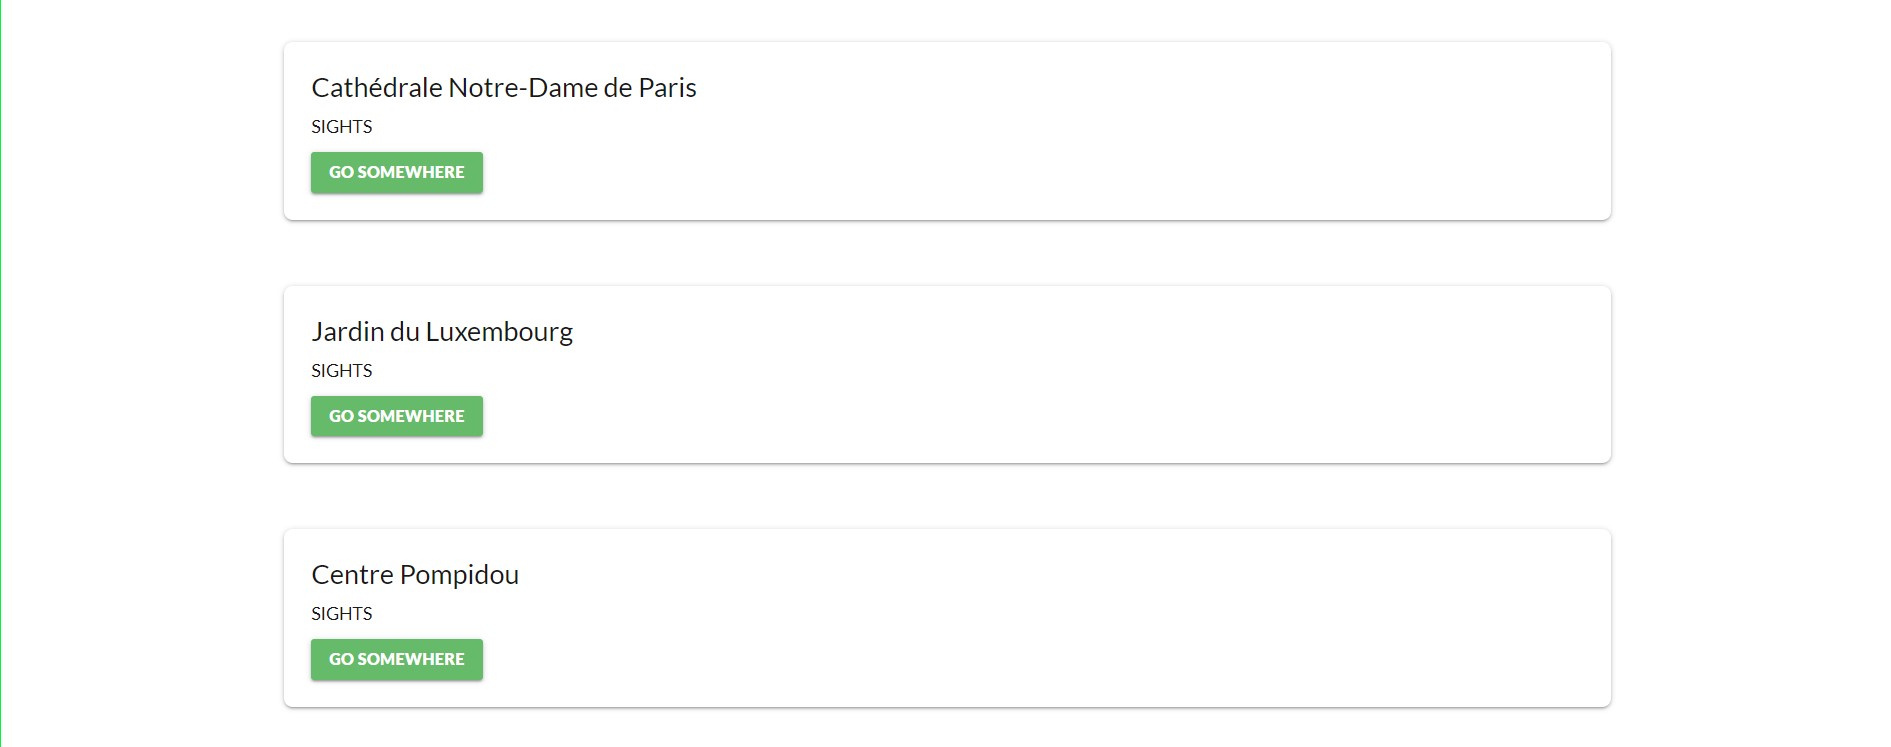 Cathédrale Notre-Dame de Paris
SIGHTS
GO SOMEWHERE
Jardin du Luxembourg
SIGHTS
GO SOMEWHERE
Centre Pompidou
SIGHTS
GO SOMEWHERE